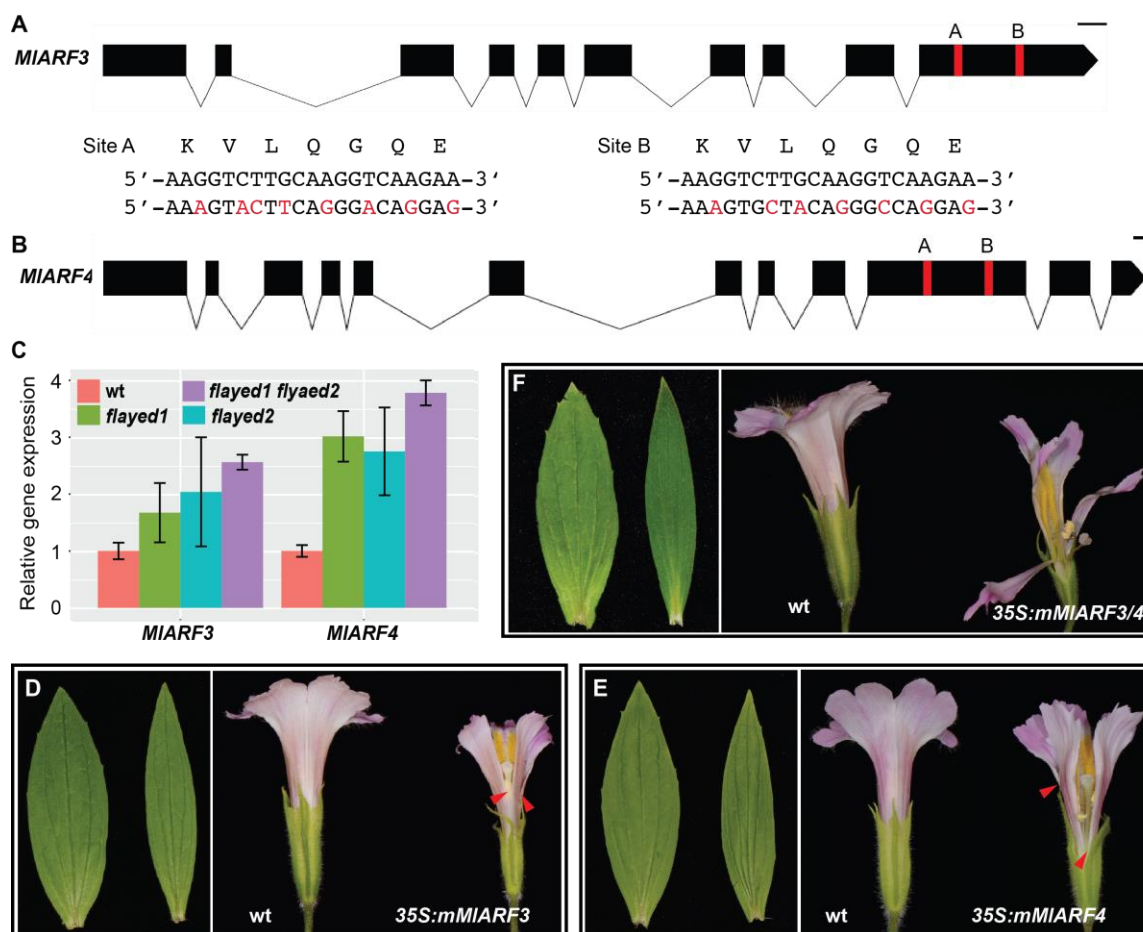 A
MlARF3
A B
Site A K V L Q G Q E
5’-AAGGTCTTGCAAGGTCAAGAA-3’
5’-AAAGTACTTCAGGGACAGGAG-3’
Site B K V L Q G Q E
5’-AAGGTCTTGCAAGGTCAAGAA-3’
5’-AAAGTGCTACAGGGCCAGGAG-3’
B
MlARF4
A B
C
Relative gene expression
4
3
2
1
0
wt
flayed1
flayed1 flyaed2
flayed2
MlARF3
MlARF4
F
wt
35S:mMlARF3/4
D
wt
35S:mMlARF3
E
wt
35S:mMlARF4